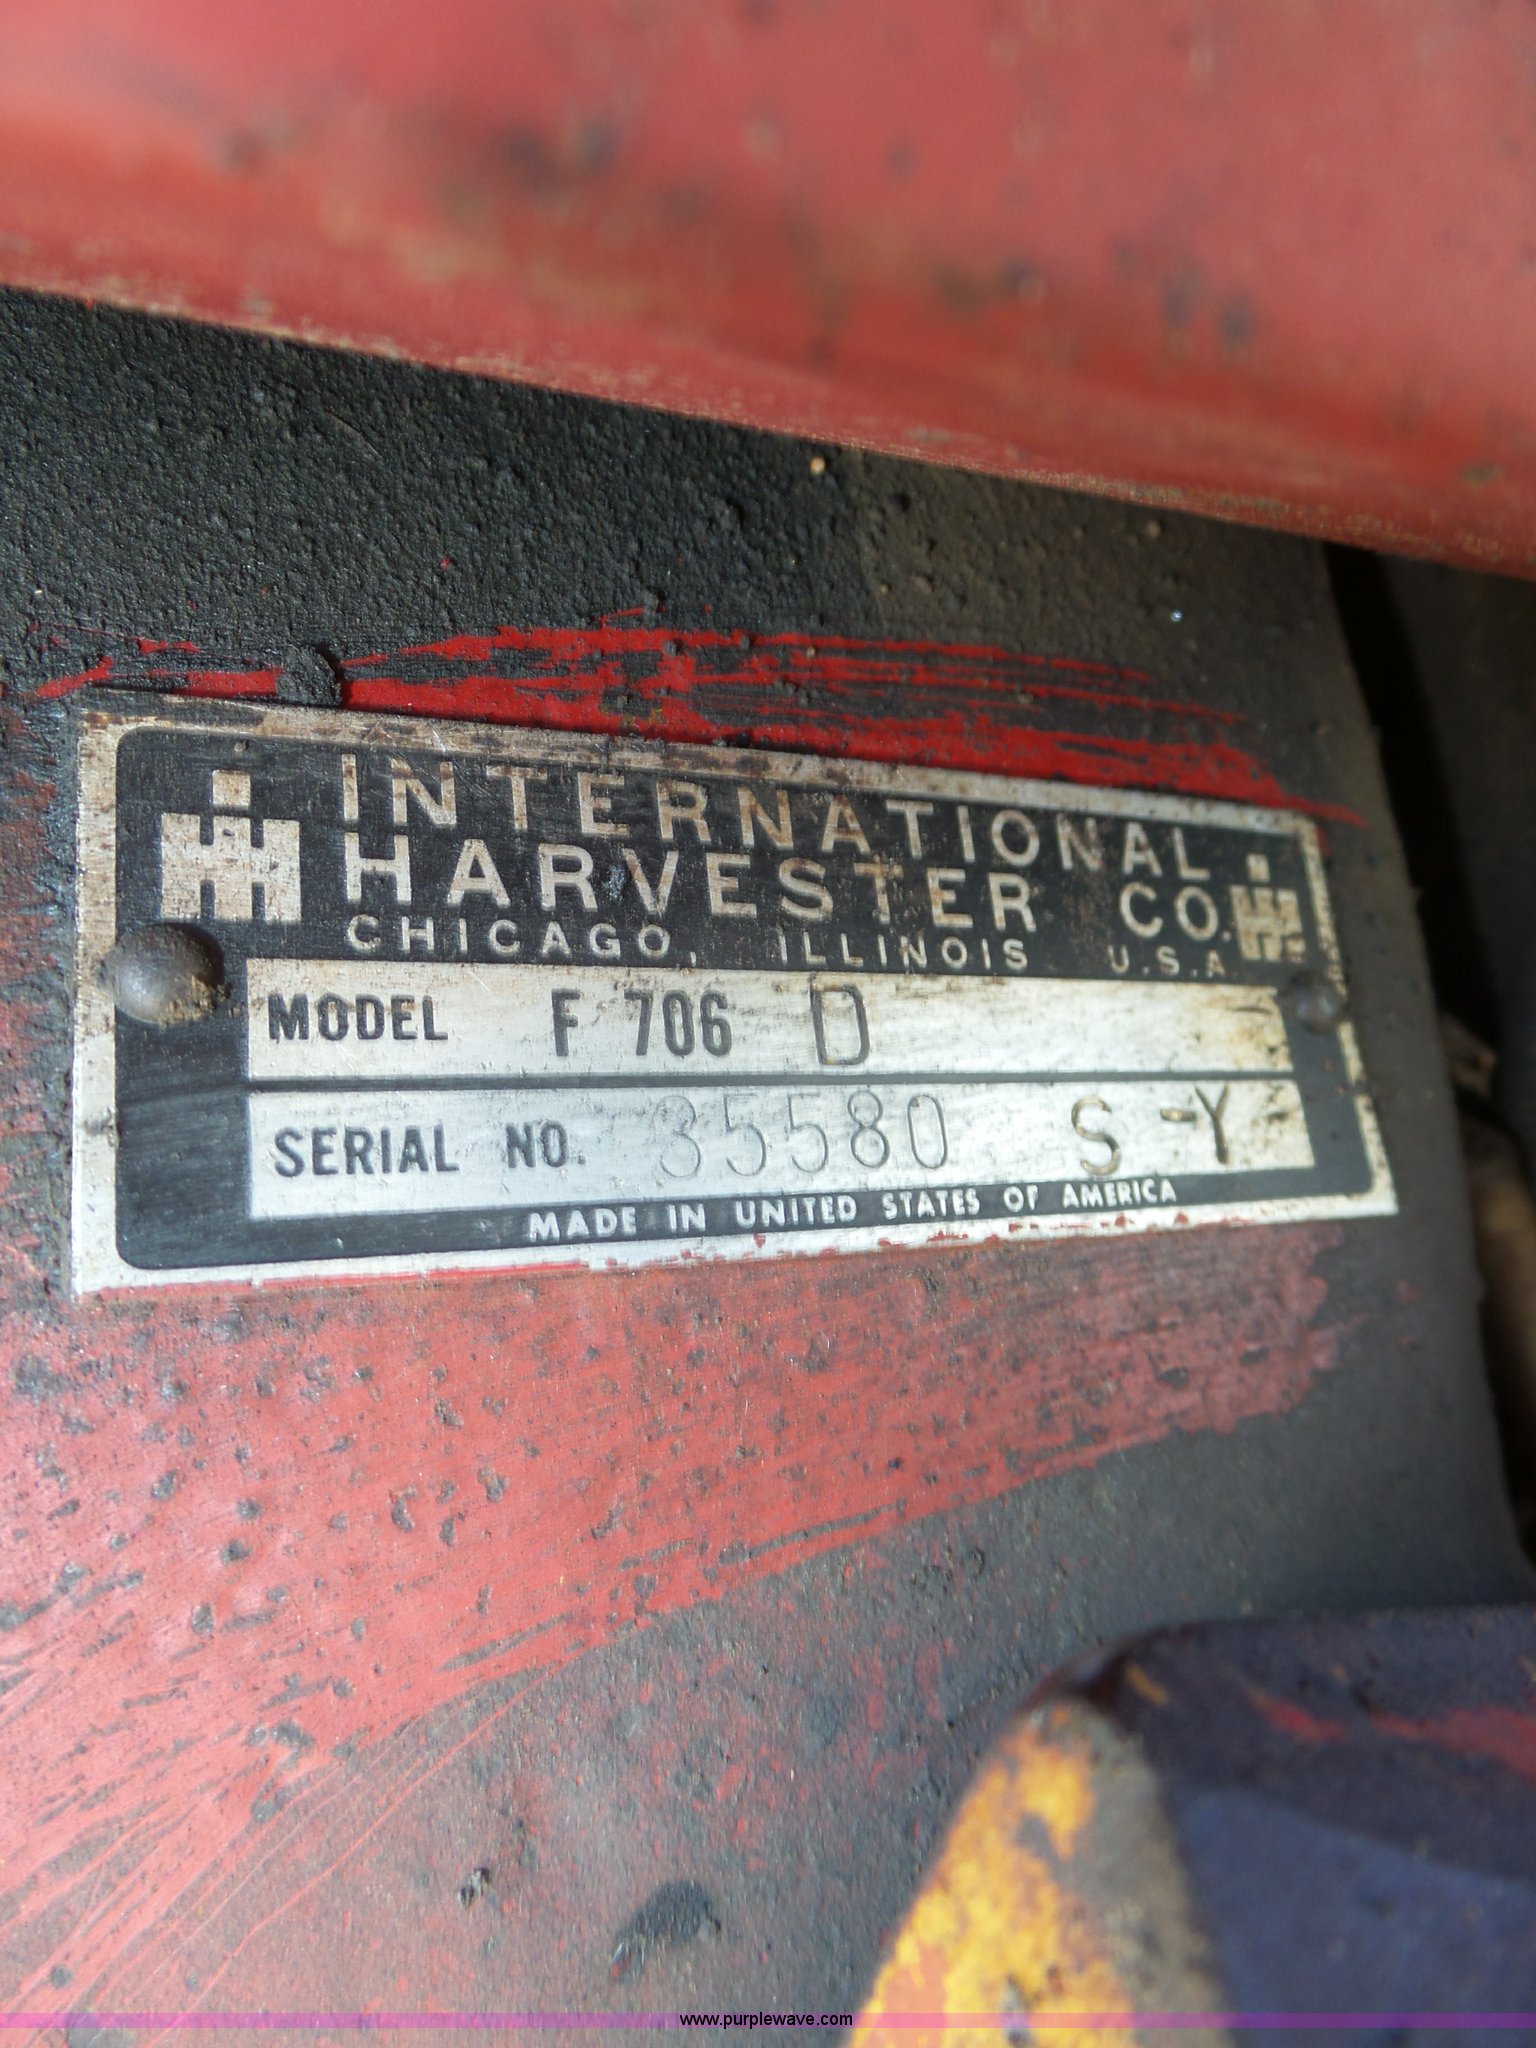 INTERNATIONAL
HARVESTER CO.
CHICAGO, ILLINOIS U.S.A.
MODEL F 706 D
SERIAL NO. 35580 S-Y
MADE IN UNITED STATES OF AMERICA
www.purplewave.com